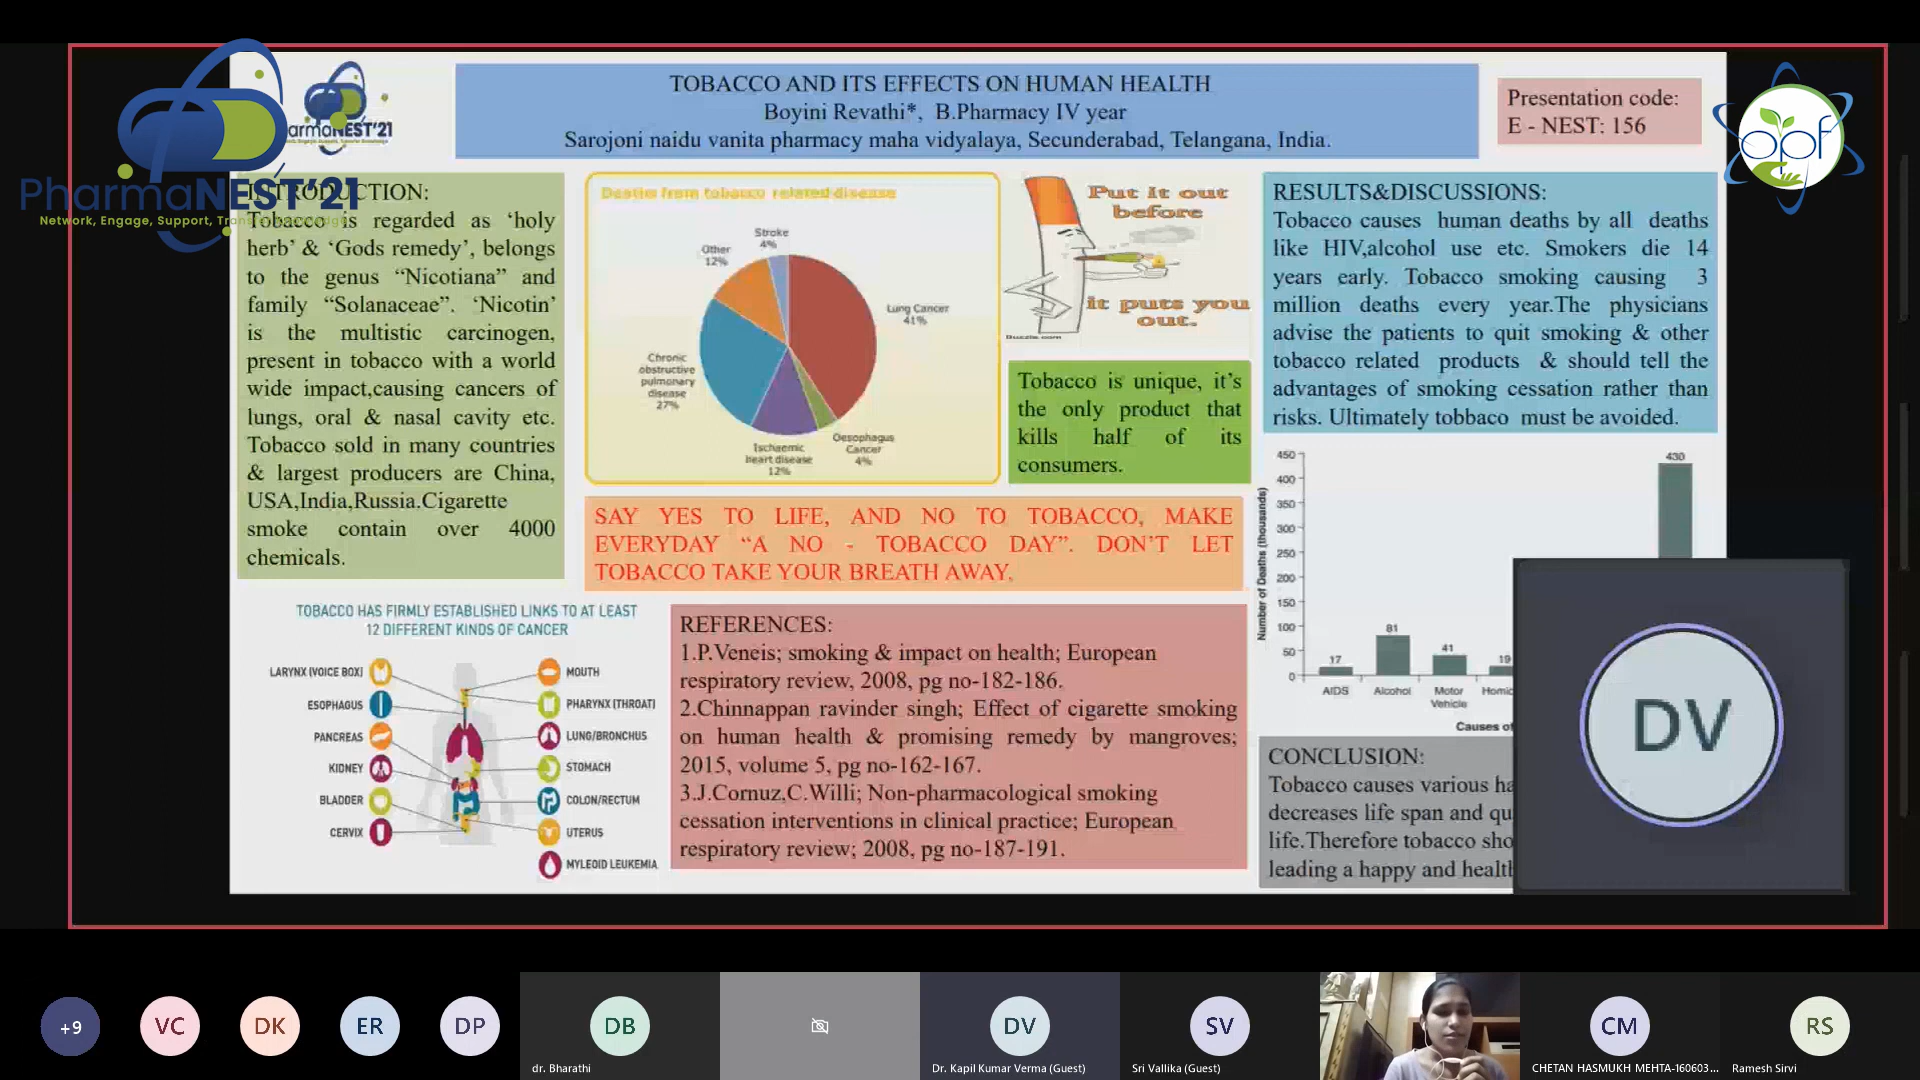 PharmaNEST'21
Network, Engage, Support,
armaNEST'21
TOBACCO AND ITS EFFECTS ON HUMAN HEALTH
Boyini Revathi*, B.Pharmacy IV year
Sarojoni naidu vanita pharmacy maha vidyalaya, Secunderabad, Telangana, India.
Presentation code:
E - NEST: 156
opf
INTRODUCTION:
Tobacco is regarded as ‘holy
herb’ & ‘Gods remedy’, belongs
to the genus “Nicotiana” and
family “Solanaceae”. ‘Nicotin’
is the multistic carcinogen,
present in tobacco with a world
wide impact,causing cancers of
lungs, oral & nasal cavity etc.
Tobacco sold in many countries
& largest producers are China,
USA,India,Russia.Cigarette
smoke contain over 4000
chemicals.
Deaths from tobacco related disease
Stroke
4%
Other
12%
Lung Cancer
41%
Chronic
obstructive
pulmonary
disease
27%
Oesophagus
Cancer
4%
Ischaemic
heart disease
12%
Put it out
before
it puts you
out.
Tobacco is unique, it’s
the only product that
kills half of its
consumers.
SAY YES TO LIFE, AND NO TO TOBACCO, MAKE
EVERYDAY “A NO - TOBACCO DAY”. DON’T LET
TOBACCO TAKE YOUR BREATH AWAY.
RESULTS&DISCUSSIONS:
Tobacco causes human deaths by all deaths
like HIV,alcohol use etc. Smokers die 14
years early. Tobacco smoking causing 3
million deaths every year.The physicians
advise the patients to quit smoking & other
tobacco related products & should tell the
advantages of smoking cessation rather than
risks. Ultimately tobbaco must be avoided.
Number of Deaths (thousands)
450
400
350
300
250
200
150
100
50
0
17
81
41
19
430
AIDS
Alcohol
Motor
Vehicle
Homic
Causes of
TOBACCO HAS FIRMLY ESTABLISHED LINKS TO AT LEAST
12 DIFFERENT KINDS OF CANCER
LARYNX (VOICE BOX)
ESOPHAGUS
PANCREAS
KIDNEY
BLADDER
CERVIX
MOUTH
PHARYNX (THROAT)
LUNG/BRONCHUS
STOMACH
COLON/RECTUM
UTERUS
MYLEOID LEUKEMIA
REFERENCES:
1.P.Veneis; smoking & impact on health; European
respiratory review, 2008, pg no-182-186.
2.Chinnappan ravinder singh; Effect of cigarette smoking
on human health & promising remedy by mangroves;
2015, volume 5, pg no-162-167.
3.J.Cornuz,C.Willi; Non-pharmacological smoking
cessation interventions in clinical practice; European
respiratory review; 2008, pg no-187-191.
CONCLUSION:
Tobacco causes various ha
decreases life span and qu
life.Therefore tobacco sho
leading a happy and health
DV
+9
VC
DK
ER
DP
DB
dr. Bharathi
DV
Dr. Kapil Kumar Verma (Guest)
SV
Sri Vallika (Guest)
CM
CHETAN HASMUKH MEHTA-160603...
RS
Ramesh Sirvi